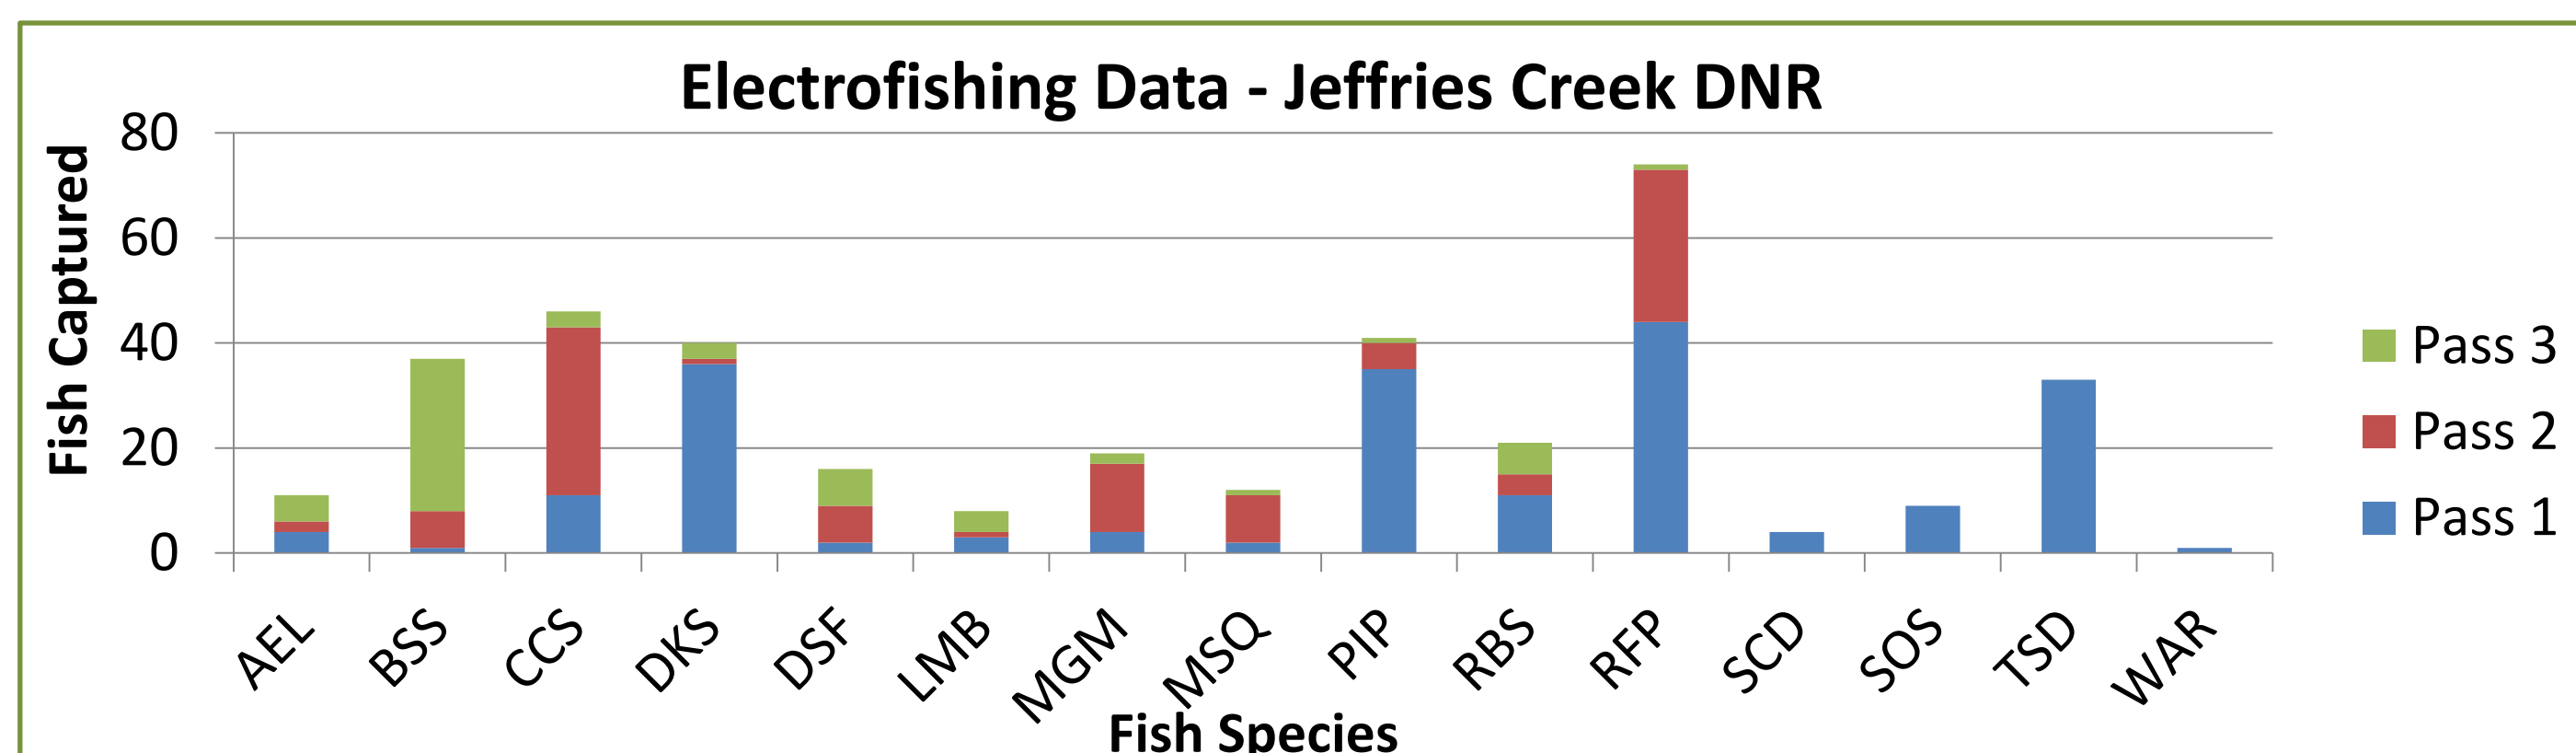 Electrofishing Data - Jeffries Creek DNR
Fish Captured
80
60
40
20
0
AEL
BSS
CCS
DKS
DSF
LMB
MGM
MSQ
PIP
RBS
RFP
SCD
SOS
TSD
WAR
Fish Species
Pass 3
Pass 2
Pass 1